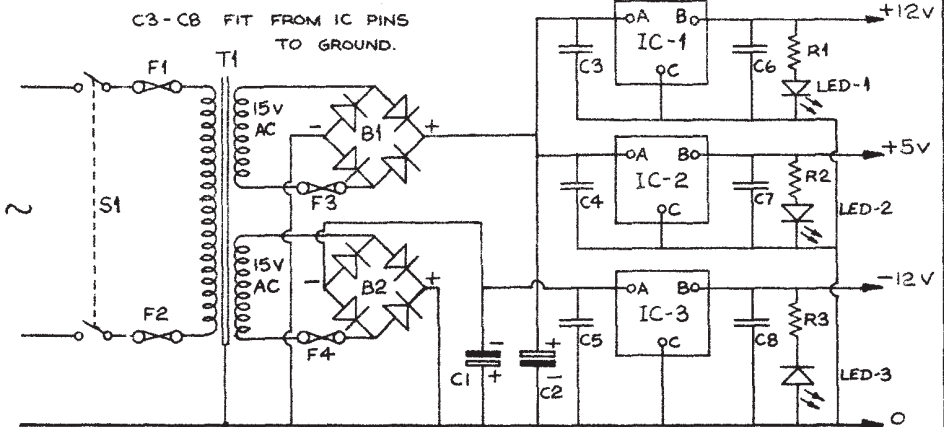 C3-C8 FIT FROM IC PINS
TO GROUND.
F1
T1
15V
AC
B1
-
+
F3
S1
~
F2
15V
AC
B2
-
+
F4
C1
-
+
C2
+
-
C3
A
B
IC-1
C
C6
R1
LED-1
+12V
C4
A
B
IC-2
C
C7
R2
LED-2
+5V
C5
A
B
IC-3
C
C8
R3
LED-3
-12V
0